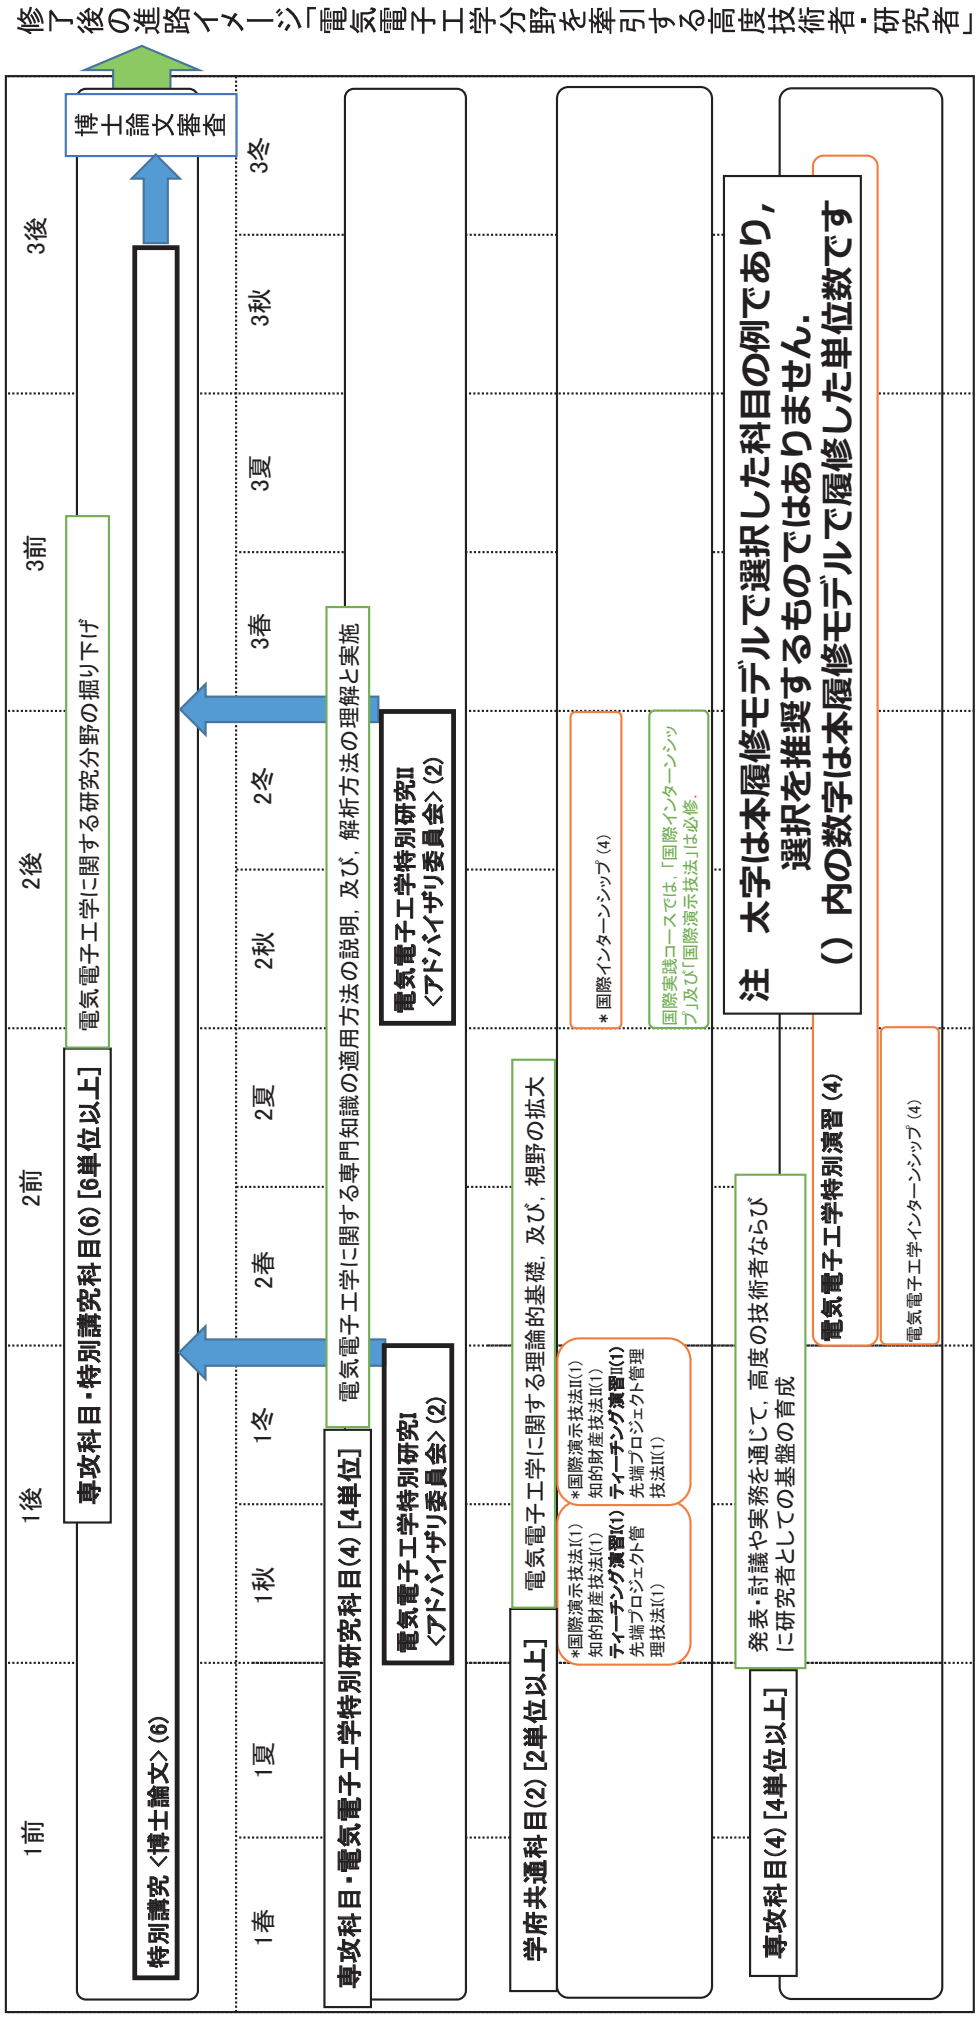 修了後の進路イメージ「電気電子工学分野を牽引する高度技術者・研究者」
1前
1後
2前
2後
3前
3後
専攻科目・特別講究科目(6) [6単位以上]
電気電子工学に関する研究分野の掘り下げ
特別講究 <博士論文> (6)
博士論文審査
1春
1夏
1秋
1冬
2春
2夏
2秋
2冬
3春
3夏
3秋
3冬
専攻科目・電気電子工学特別研究科目(4) [4単位]
電気電子工学に関する専門知識の適用方法の説明, 及び, 解析方法の理解と実施
電気電子工学特別研究I
<アドバイザリ委員会> (2)
電気電子工学特別研究II
<アドバイザリ委員会> (2)
学府共通科目(2) [2単位以上]
電気電子工学に関する理論的基礎, 及び, 視野の拡大
*国際演示技法I(1)
知的財産技法I(1)
ティーチング演習I(1)
先端プロジェクト管
理技法I(1)
*国際演示技法II(1)
知的財産技法II(1)
ティーチング演習II(1)
先端プロジェクト管理
技法II(1)
* 国際インターンシップ (4)
国際実践コースでは, 「国際インターンシッ
プ」及び「国際演示技法」は必修.
専攻科目(4) [4単位以上]
発表・討議や実務を通じて, 高度の技術者ならび
に研究者としての基盤の育成
電気電子工学特別演習 (4)
電気電子工学インターンシップ (4)
注 太字は本履修モデルで選択した科目の例であり,
選択を推奨するものではありません.
( ) 内の数字は本履修モデルで履修した単位数です